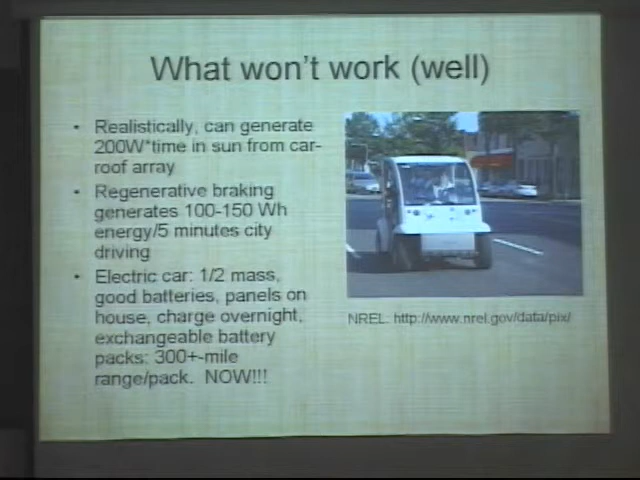 What won't work (well)
• Realistically, can generate
200W*time in sun from car-
roof array
• Regenerative braking
generates 100-150 Wh
energy/5 minutes city
driving
• Electric car: 1/2 mass,
good batteries, panels on
house, charge overnight,
exchangeable battery
packs: 300+-mile
range/pack. NOW!!!
NREL: http://www.nrel.gov/data/pix/